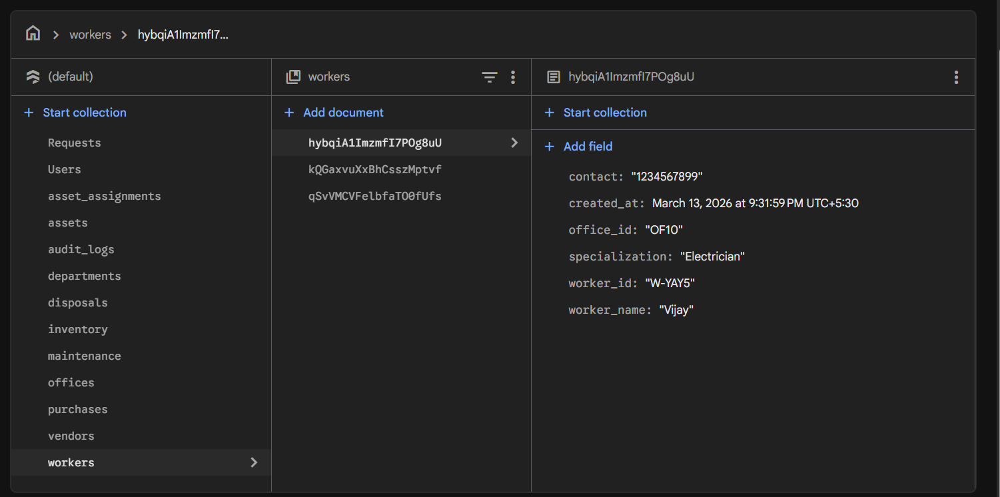 workers hybqiA1ImzmfI7...
(default)
Start collection
Requests
Users
asset_assignments
assets
audit_logs
departments
disposals
inventory
maintenance
offices
purchases
vendors
workers
workers
Add document
hybqiA1ImzmfI7POg8uU
kQGaxvuXxBhCsszMptvf
qSvVMCVFelbfaTO0fUfs
hybqiA1ImzmfI7POg8uU
Start collection
Add field
contact: "1234567899"
created_at: March 13, 2026 at 9:31:59 PM UTC+5:30
office_id: "OF10"
specialization: "Electrician"
worker_id: "W-YAY5"
worker_name: "Vijay"